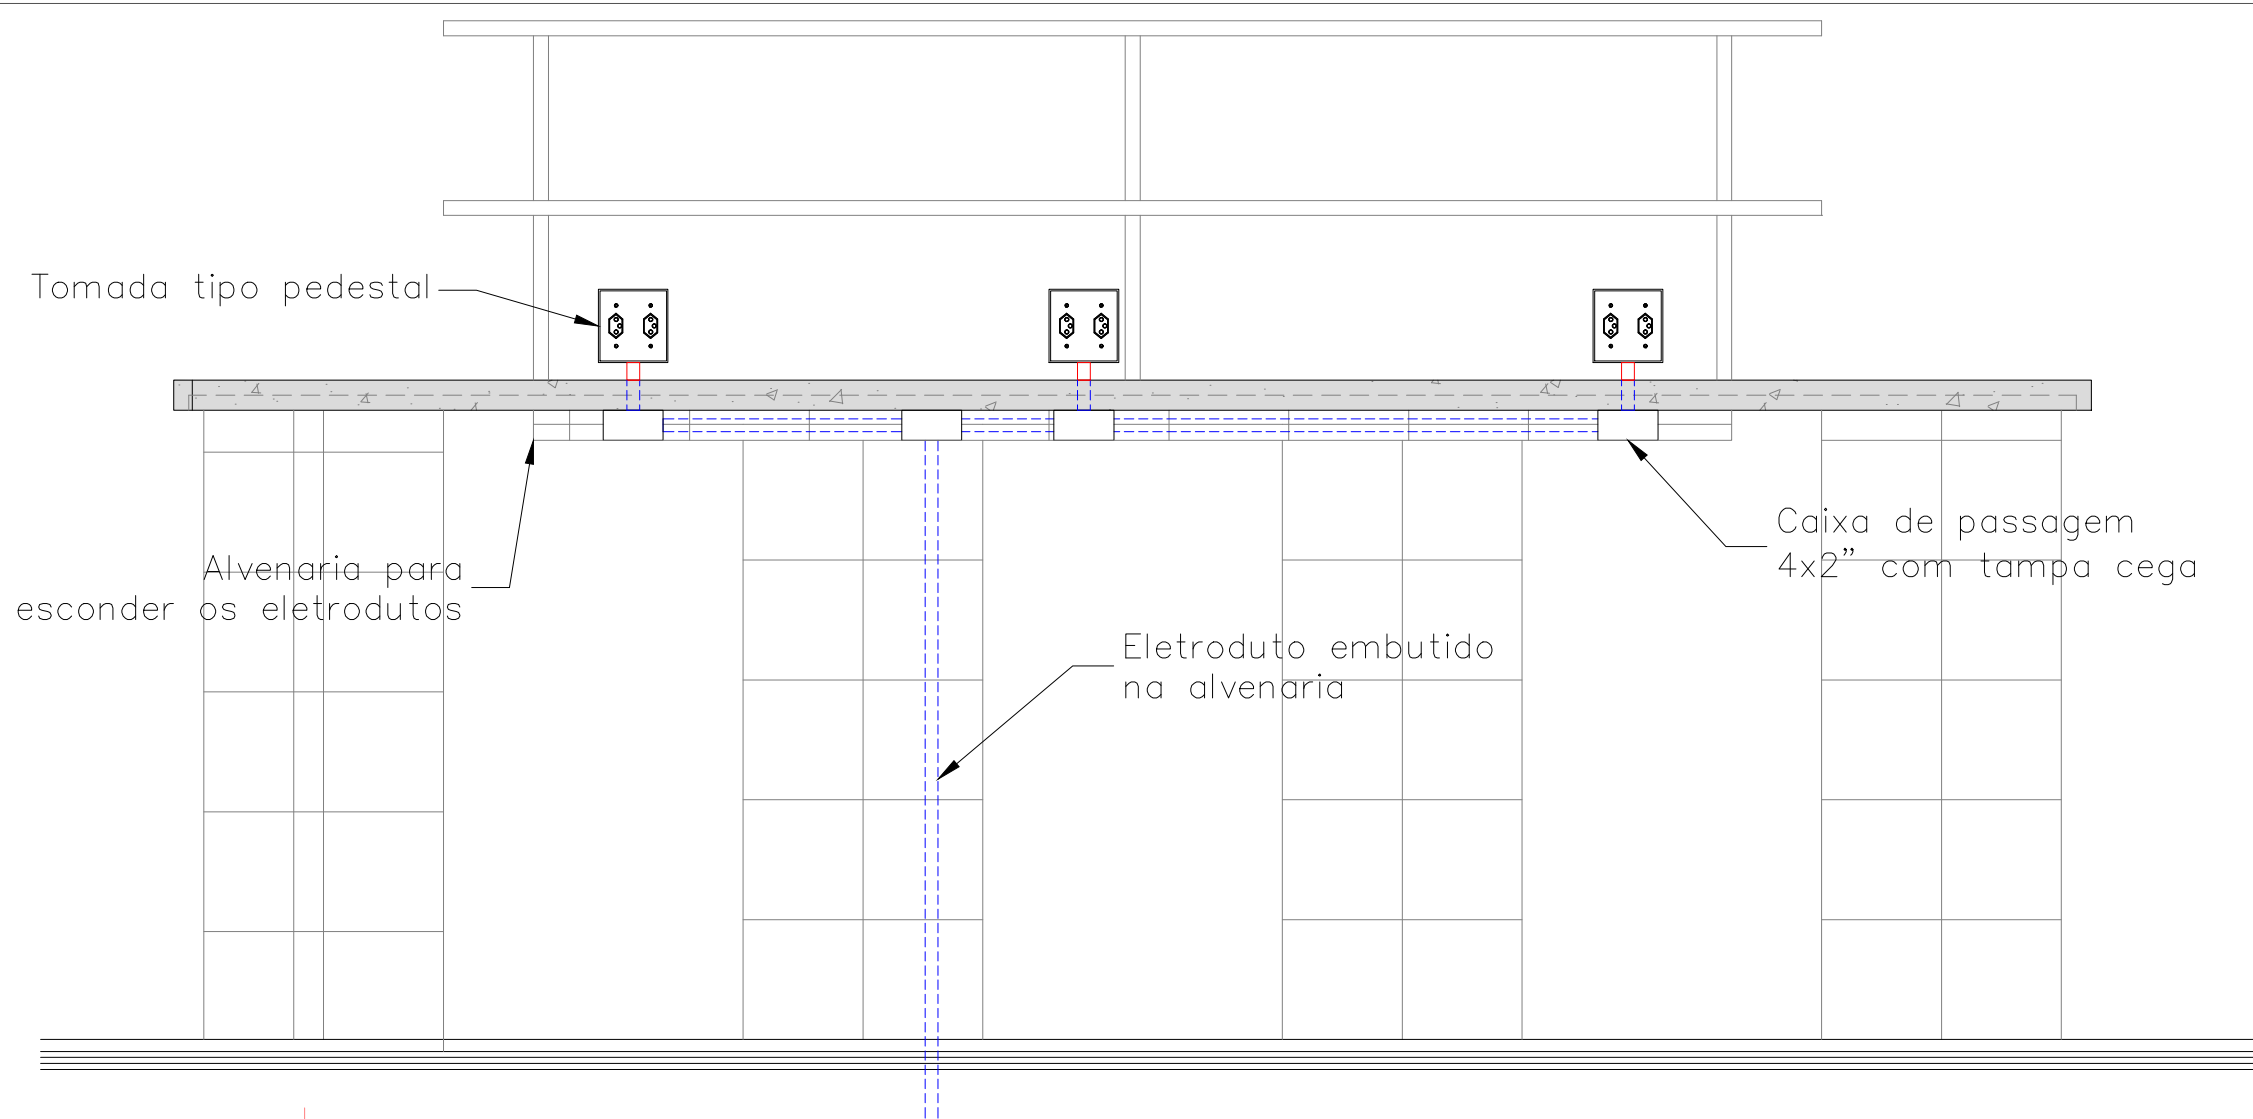 Tomada tipo pedestal
Alvenaria para
esconder os eletrodutos
Caixa de passagem
4x2” com tampa cega
Eletroduto embutido
na alvenaria